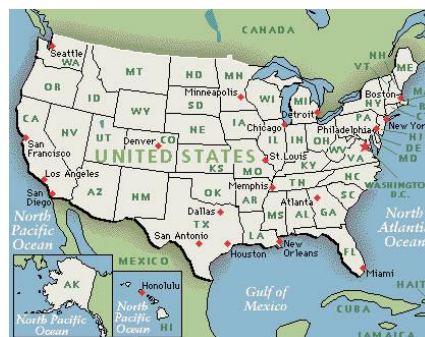 CANADA
Seattle
WA
MT
ND
MN
Minneapolis
OR
ID
WY
SD
WI
MI
NH
VT
ME
Boston
NY
Detroit
New York
CA
NV
UT
Denver
CO
NE
IA
Chicago
IL
IN
OH
PA
Philadelphia
NJ
DE
MD
WV
VA
WASHINGTON
D.C.
San
Francisco
UNITED STATES
KS
MO
St.Louis
KY
Los Angeles
San
Diego
AZ
NM
OK
AR
Memphis
TN
NC
SC
Atlanta
MS
AL
GA
Dallas
TX
LA
San Antonio
Houston
New
Orleans
FL
Miami
North
Pacific
Ocean
North
Atlantic
Ocean
MEXICO
Gulf of
Mexico
CUBA
HAIT
JAMAICA
AK
North Pacific
Ocean
Honolulu
North
Pacific
Ocean
HI